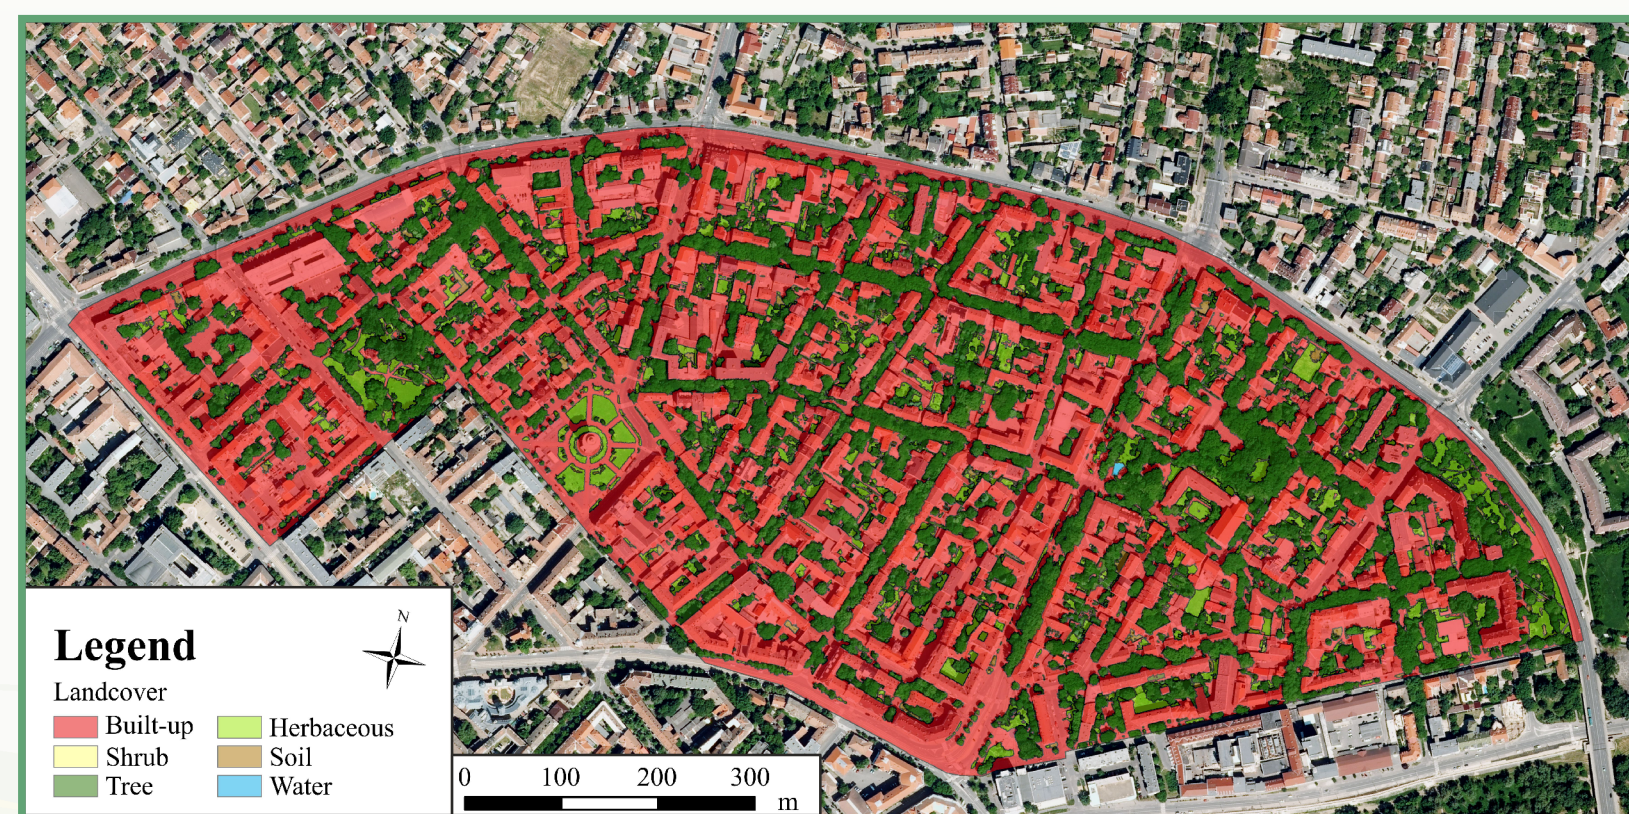 Legend
N
Landcover
Built-up
Herbaceous
Shrub
Soil
Tree
Water
0 100 200 300
m